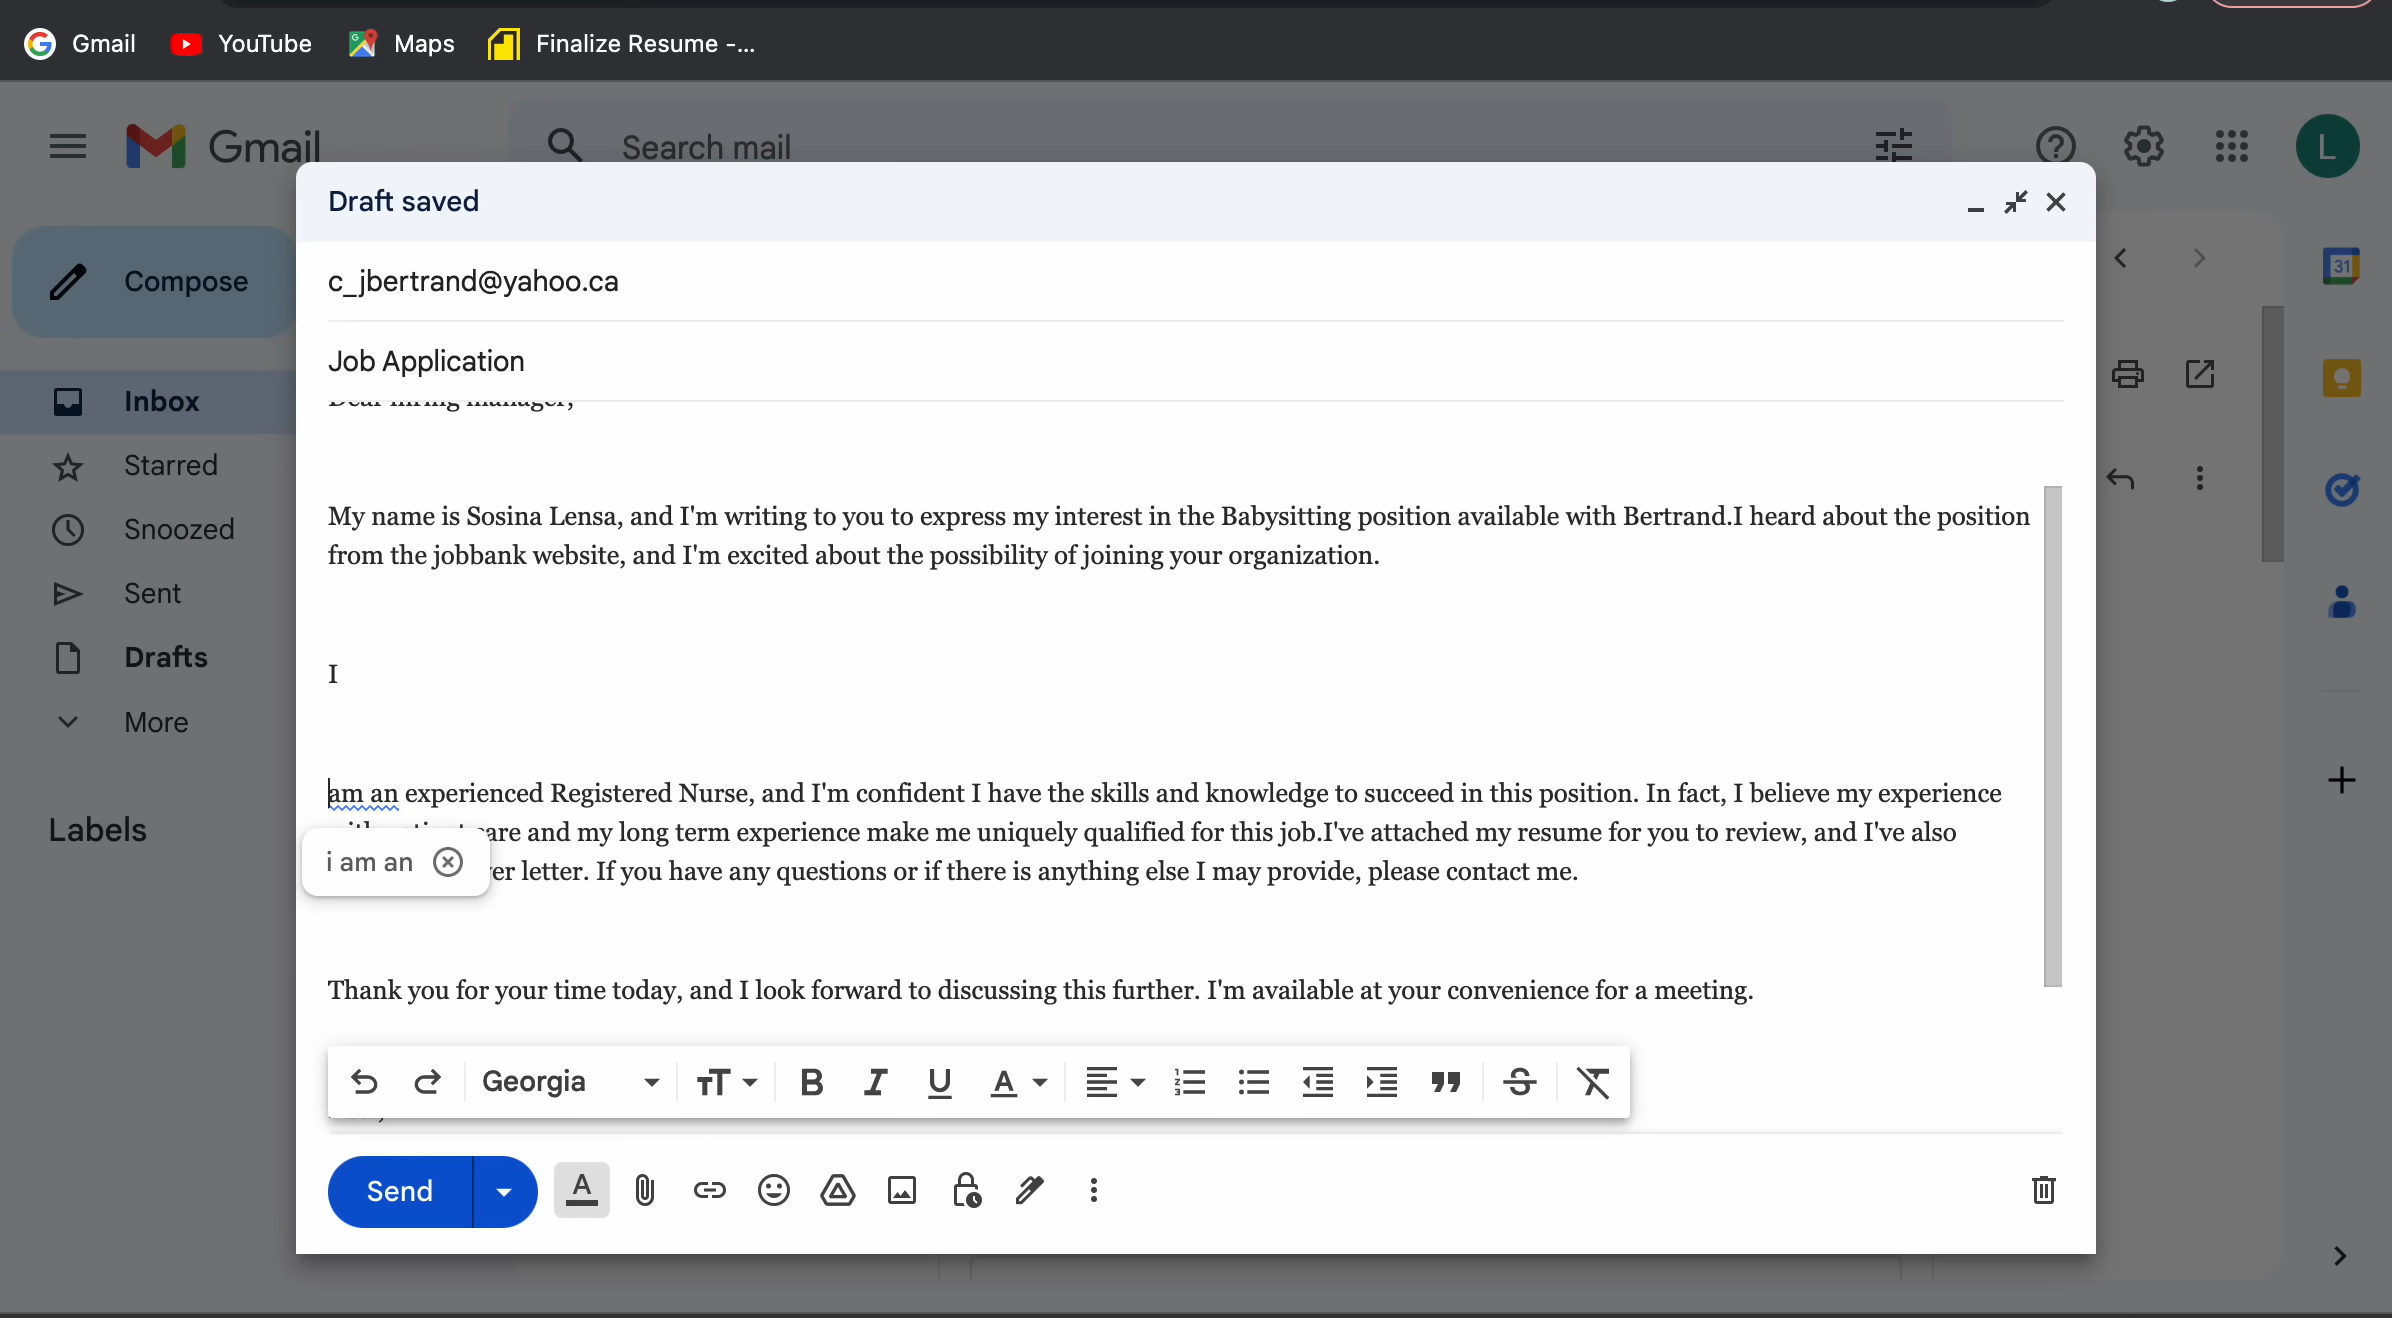 Gmail
YouTube
Maps
Finalize Resume -...
Gmail
Search mail
L
Draft saved
Compose
c_jbertrand@yahoo.ca
31
Job Application
Dear hiring manager,
Inbox
Starred
Snoozed
Sent
Drafts
More
Labels
My name is Sosina Lensa, and I'm writing to you to express my interest in the Babysitting position available with Bertrand.I heard about the position
from the jobbank website, and I'm excited about the possibility of joining your organization.
I
am an experienced Registered Nurse, and I'm confident I have the skills and knowledge to succeed in this position. In fact, I believe my experience
care and my long term experience make me uniquely qualified for this job.I've attached my resume for you to review, and I've also
i am an
letter. If you have any questions or if there is anything else I may provide, please contact me.
Thank you for your time today, and I look forward to discussing this further. I'm available at your convenience for a meeting.
Georgia
Send